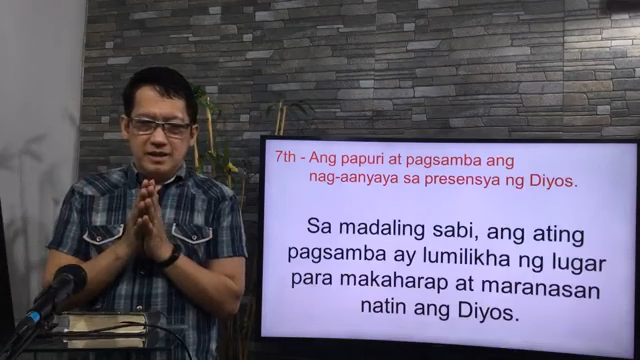 7th - Ang papuri at pagsamba ang
nag-aanyaya sa presensya ng Diyos.
Sa madaling sabi, ang ating
pagsamba ay lumilikha ng lugar
para makaharap at maranasan
natin ang Diyos.